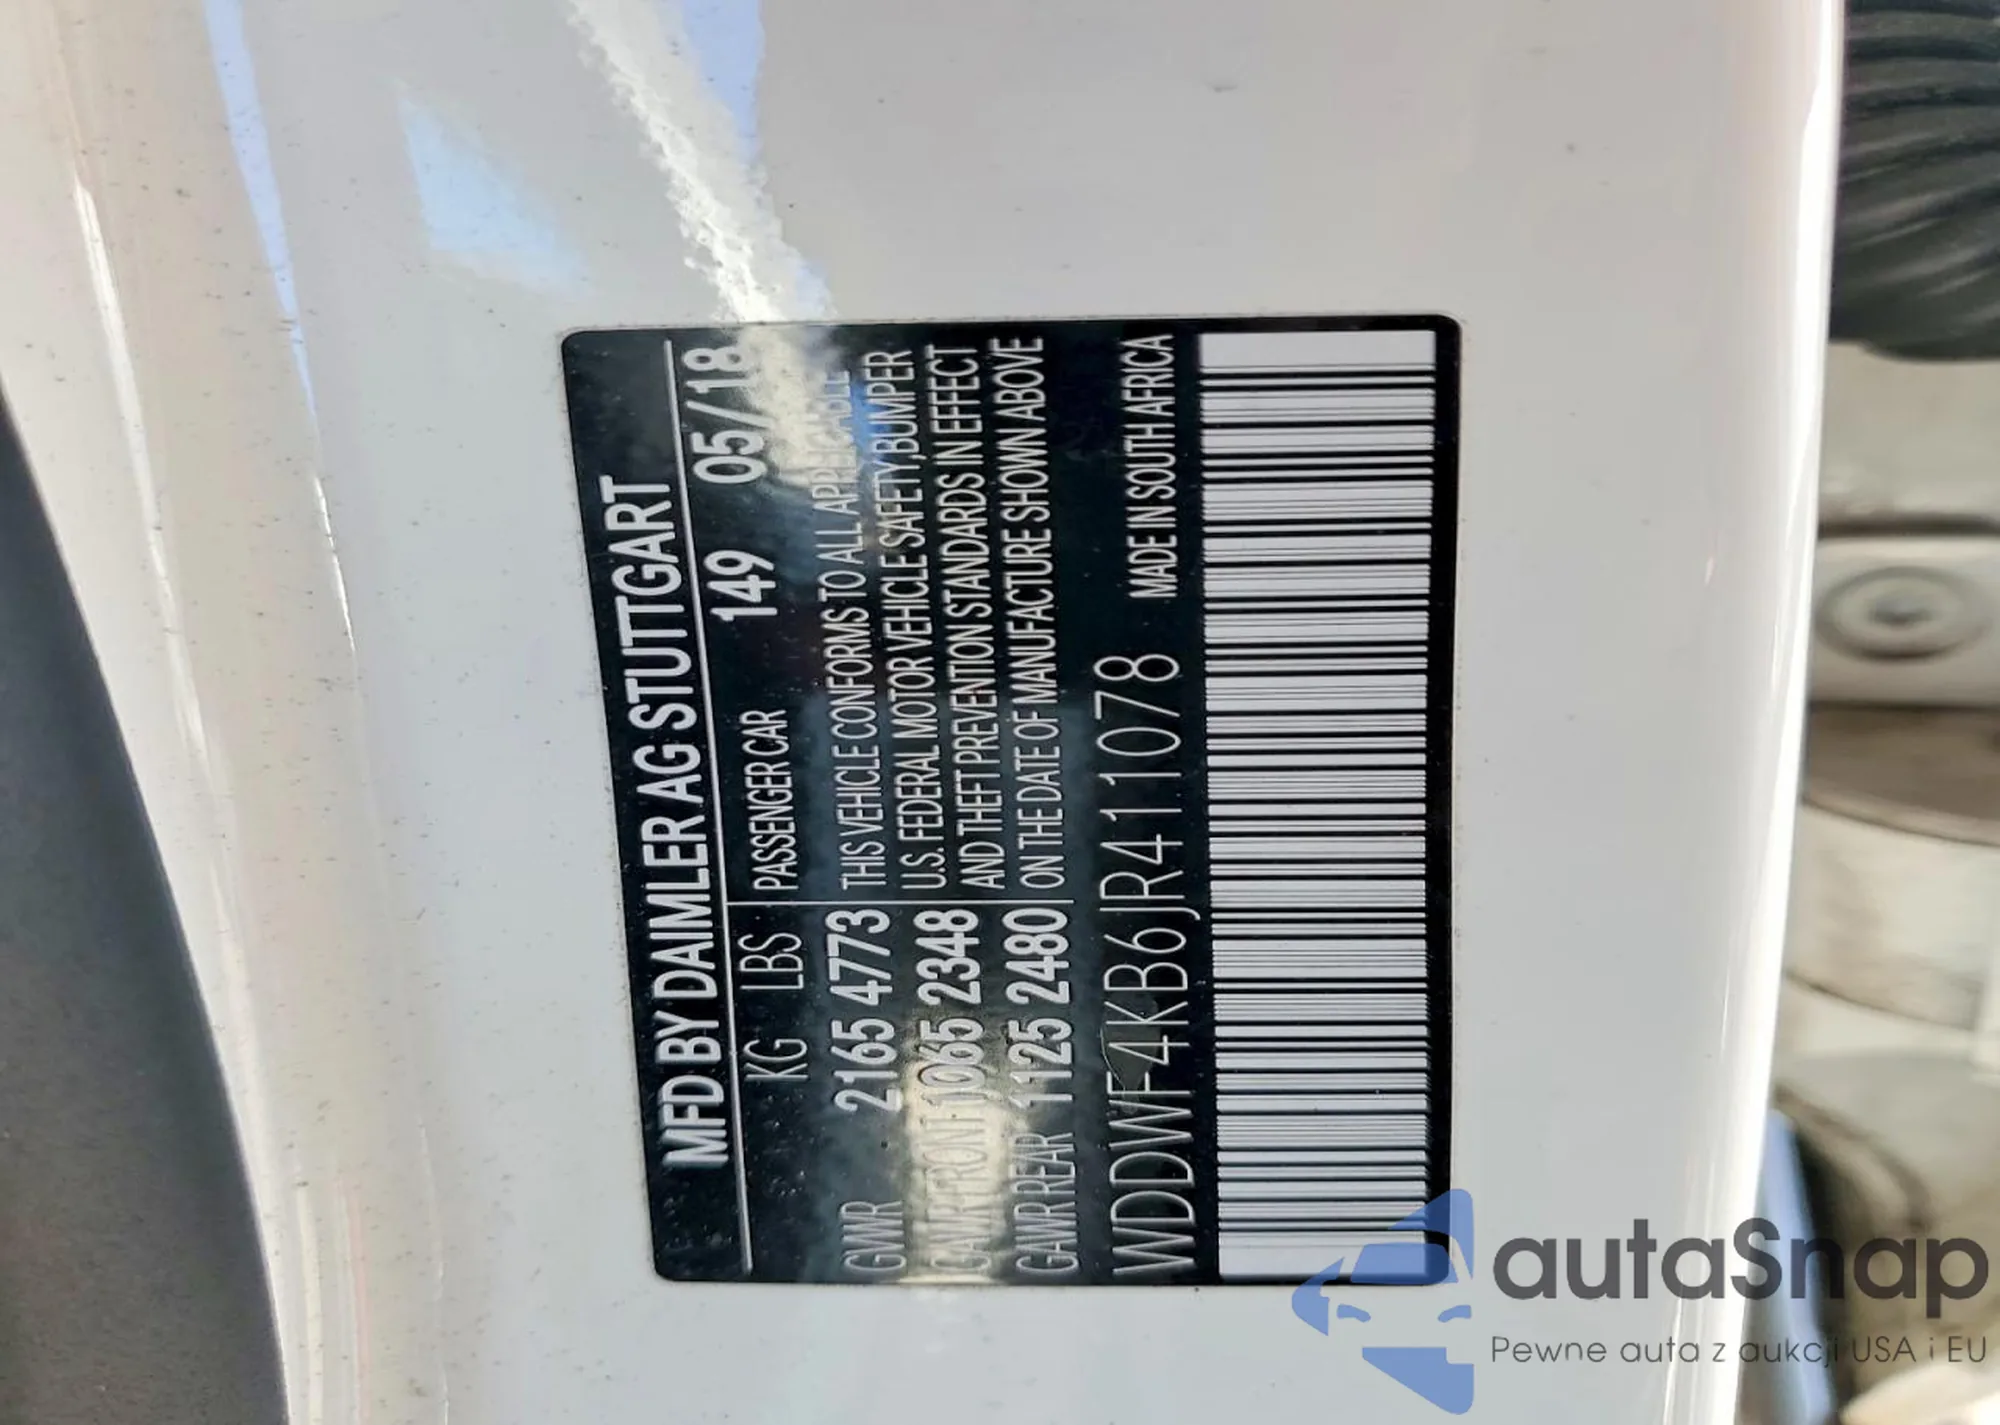 MFD BY DAIMLER AG STUTTGART
149 05/18
KG LBS PASSENGER CAR
GVWR 2165 4773 THIS VEHICLE CONFORMS TO ALL APPLICABLE
GAWR FRONT 1065 2348 U.S. FEDERAL MOTOR VEHICLE SAFETY,BUMPER
AND THEFT PREVENTION STANDARDS IN EFFECT
GAWR REAR 1125 2480 ON THE DATE OF MANUFACTURE SHOWN ABOVE
WDDWF4KB6JR411078 MADE IN SOUTH AFRICA
autaSnap
Pewne auta z aukcji USA i EU